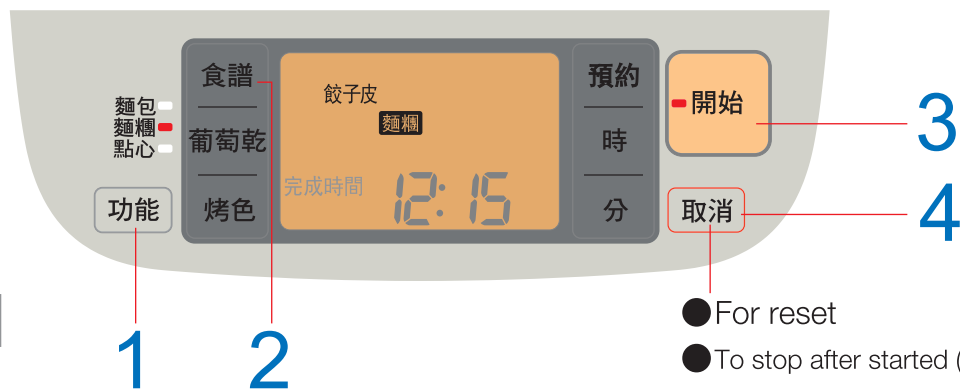 麵包
麵糰
點心
功能
食譜
葡萄乾
烤色
餃子皮
麵糰
完成時間 12:15
預約
時
分
開始
取消
1
2
3
4
●For reset
●To stop after started (